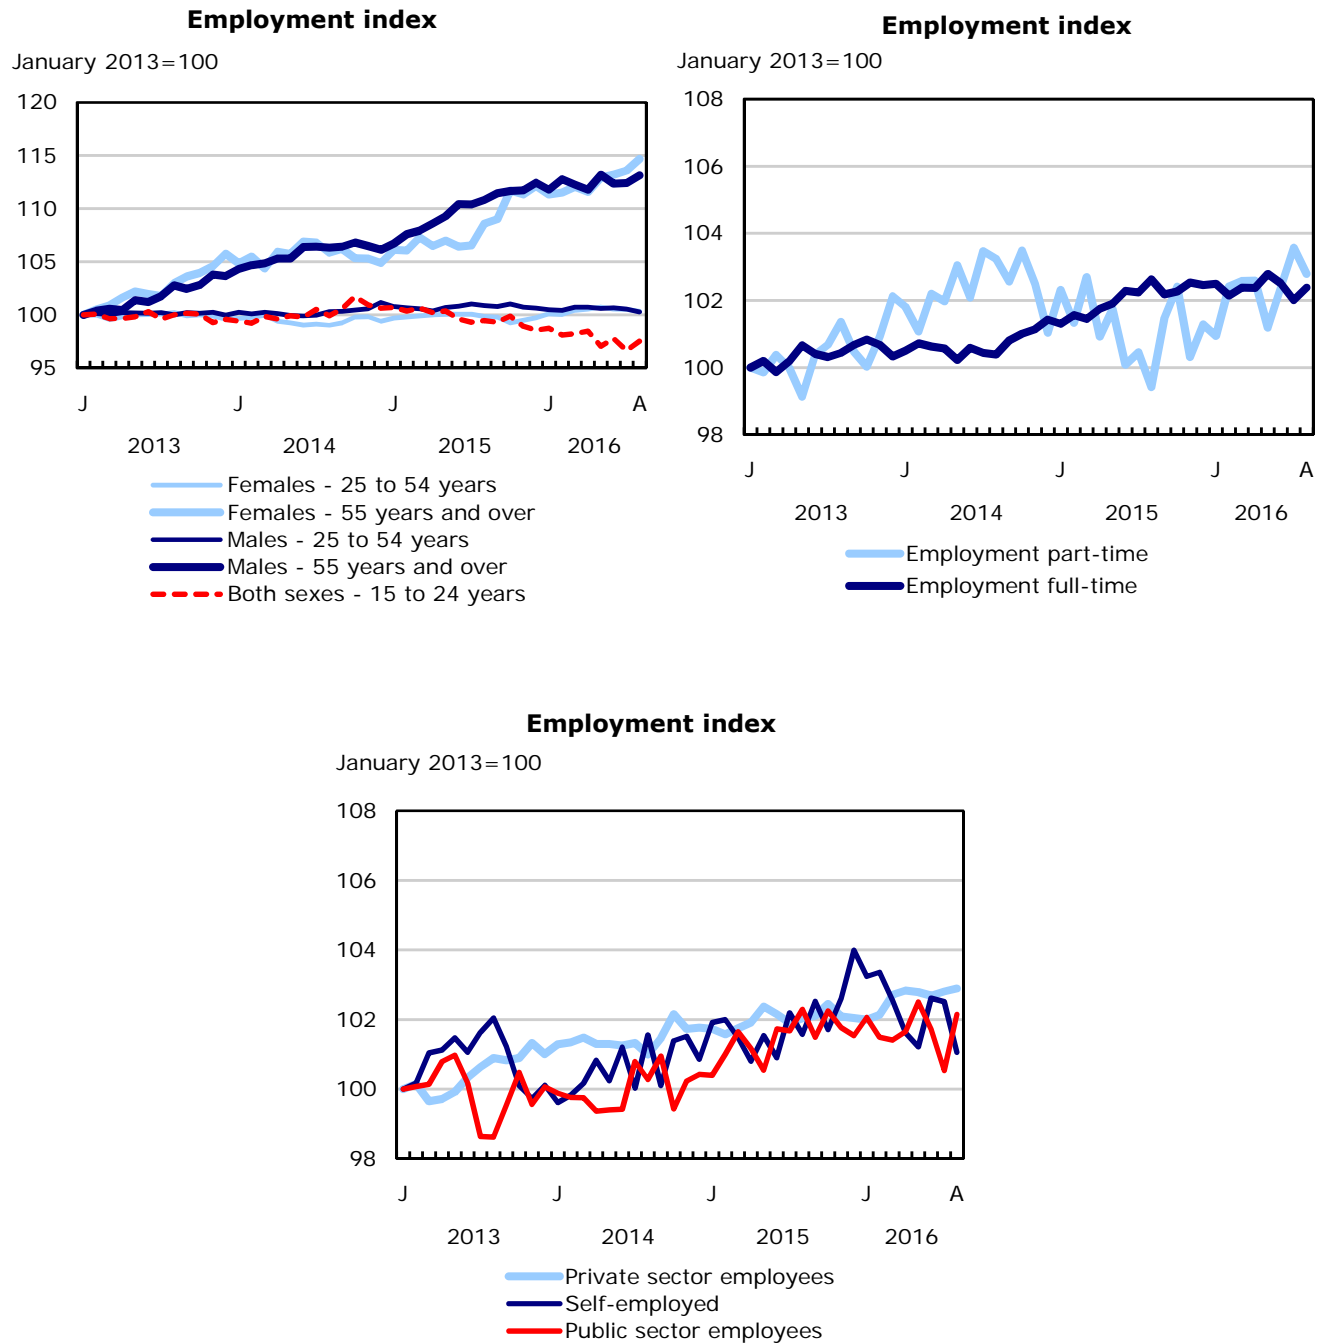 Employment index
January 2013=100
120
115
110
105
100
95
J J J J A
2013 2014 2015 2016
Females - 25 to 54 years
Females - 55 years and over
Males - 25 to 54 years
Males - 55 years and over
Both sexes - 15 to 24 years
Employment index
January 2013=100
108
106
104
102
100
98
J J J J A
2013 2014 2015 2016
Employment part-time
Employment full-time
Employment index
January 2013=100
108
106
104
102
100
98
J J J J A
2013 2014 2015 2016
Private sector employees
Self-employed
Public sector employees